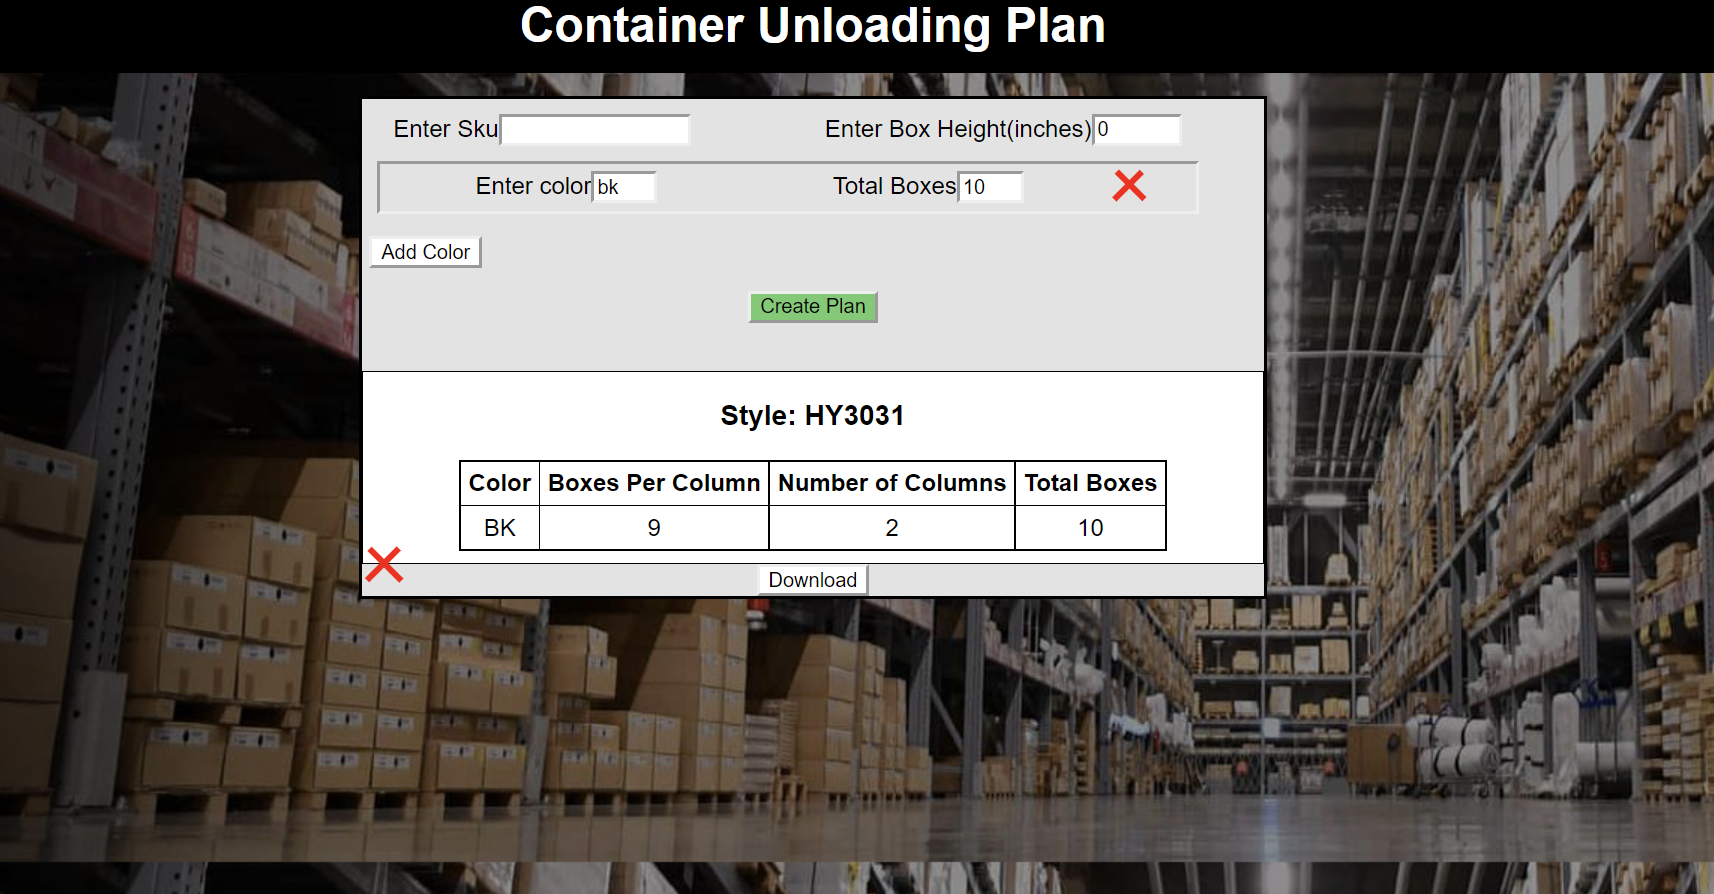 Container Unloading Plan
Enter Sku Enter Box Height(inches) 0
Enter color bk Total Boxes 10
Add Color
Create Plan
Style: HY3031
Color Boxes Per Column Number of Columns Total Boxes
BK 9 2 10
Download